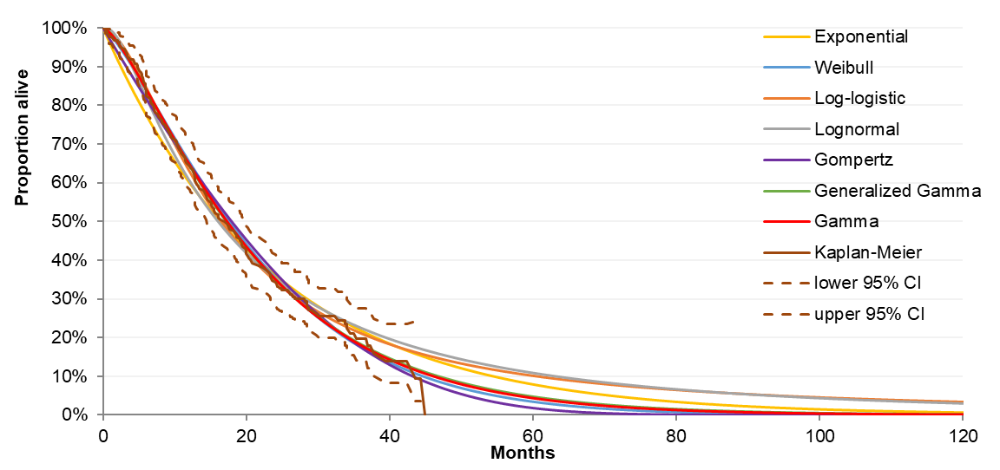 100%
90%
80%
70%
60%
50%
40%
30%
20%
10%
0%
Proportion alive
Exponential
Weibull
Log-logistic
Lognormal
Gompertz
Generalized Gamma
Gamma
Kaplan-Meier
lower 95% CI
upper 95% CI
0 20 40 60 80 100 120
Months